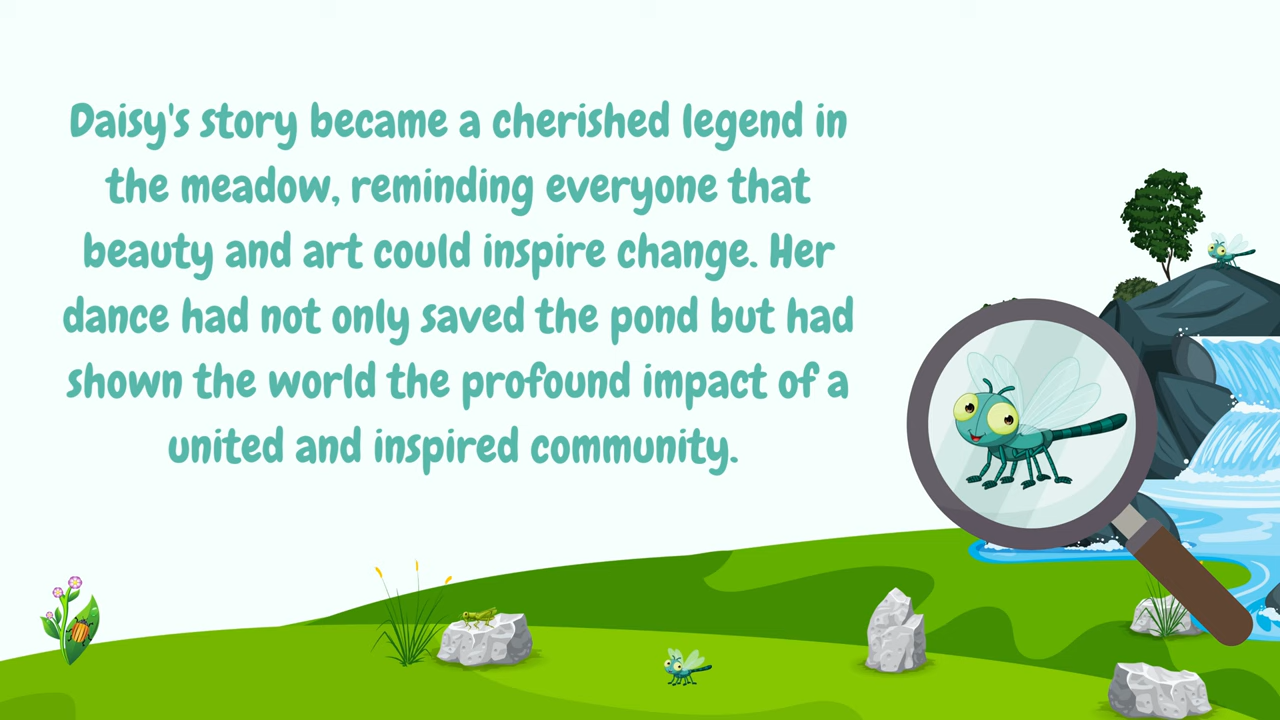 Daisy's story became a cherished legend in
the meadow, reminding everyone that
beauty and art could inspire change. Her
dance had not only saved the pond but had
shown the world the profound impact of a
united and inspired community.